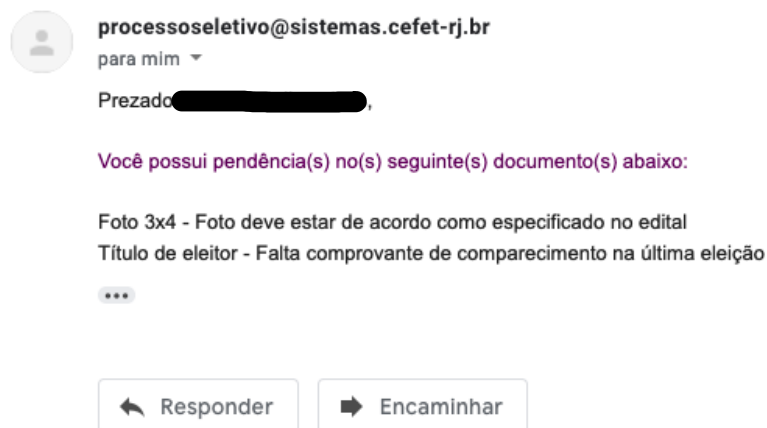 processoseletivo@sistemas.cefet-rj.br
para mim
Prezado ,
Você possui pendência(s) no(s) seguinte(s) documento(s) abaixo:
Foto 3x4 - Foto deve estar de acordo como especificado no edital
Título de eleitor - Falta comprovante de comparecimento na última eleição
Responder
Encaminhar